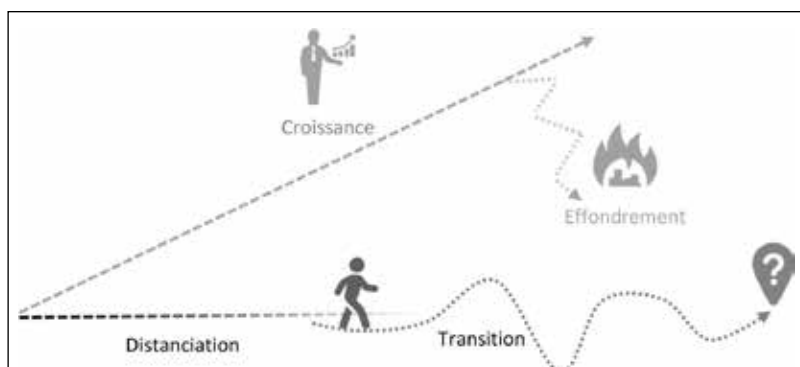 Croissance
Effondrement
?
Distanciation
Transition